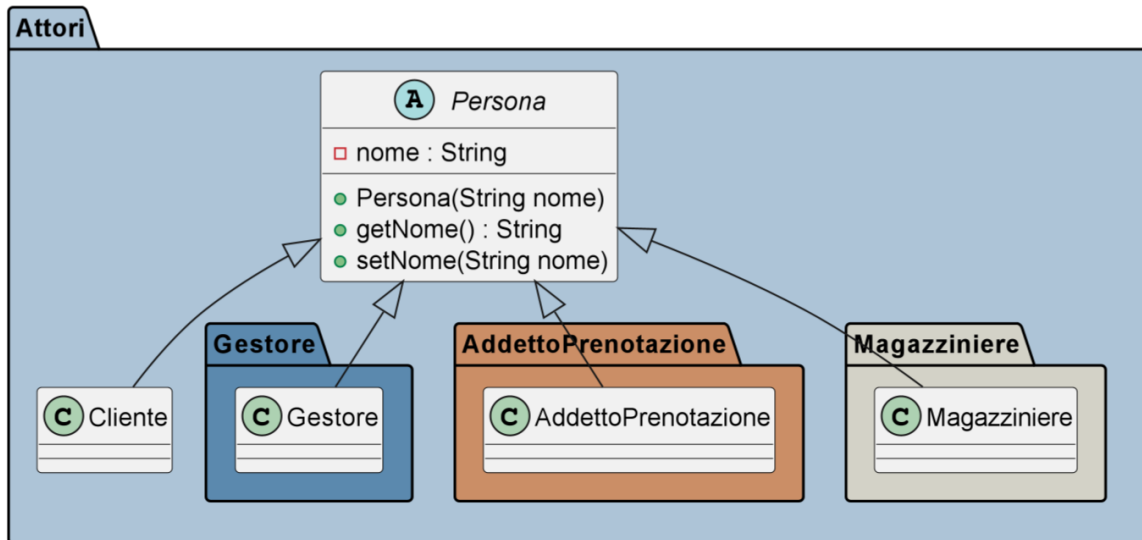 Attori
A Persona
nome : String
Persona(String nome)
getNome() : String
setNome(String nome)
Gestore
AddettoPrenotazione
Magazziniere
C Cliente
C Gestore
C AddettoPrenotazione
C Magazziniere